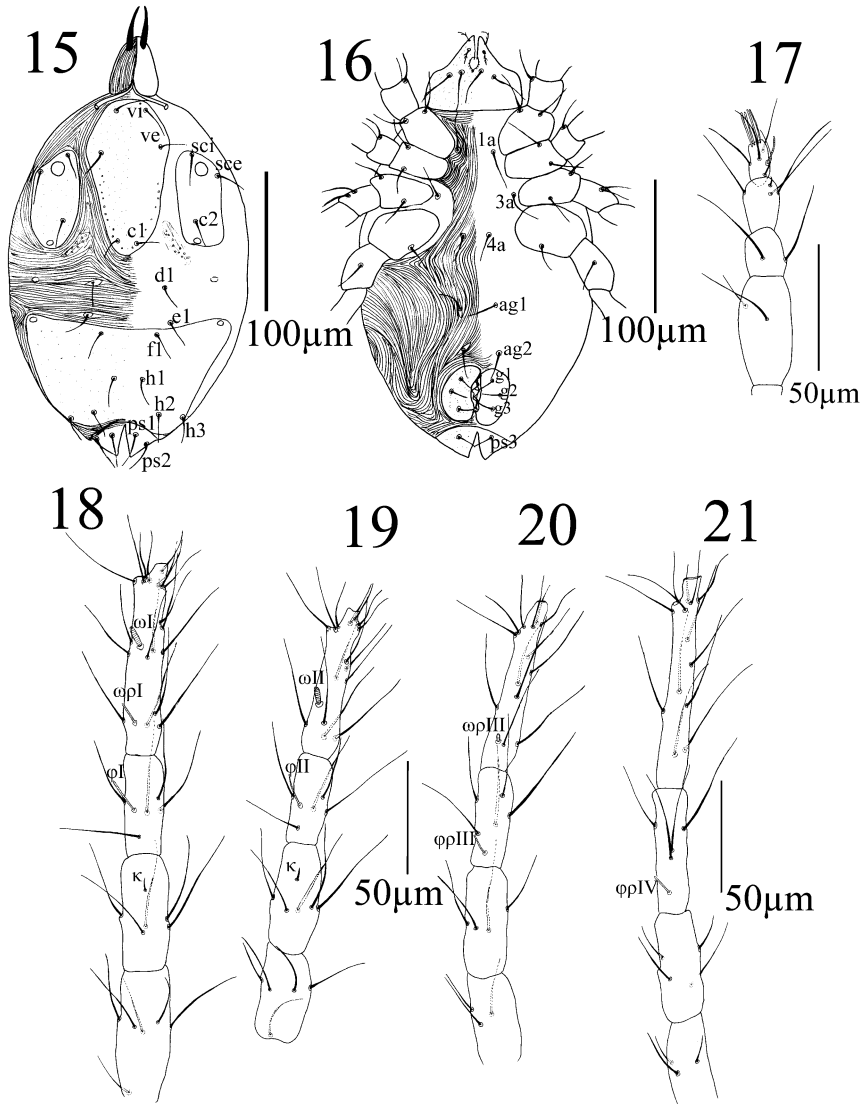 15
vi
ve
sci
sce
c1
c2
d1
e1
f1
h1
h2
h3
ps1
ps2
100µm
16
1a
3a
4a
ag1
ag2
g1
g2
g3
ps3
100µm
17
50µm
18
ωI
ωρI
φI
κ
19
ωII
φII
κ
50µm
20
ωρIII
φρIII
21
φρIV
50µm